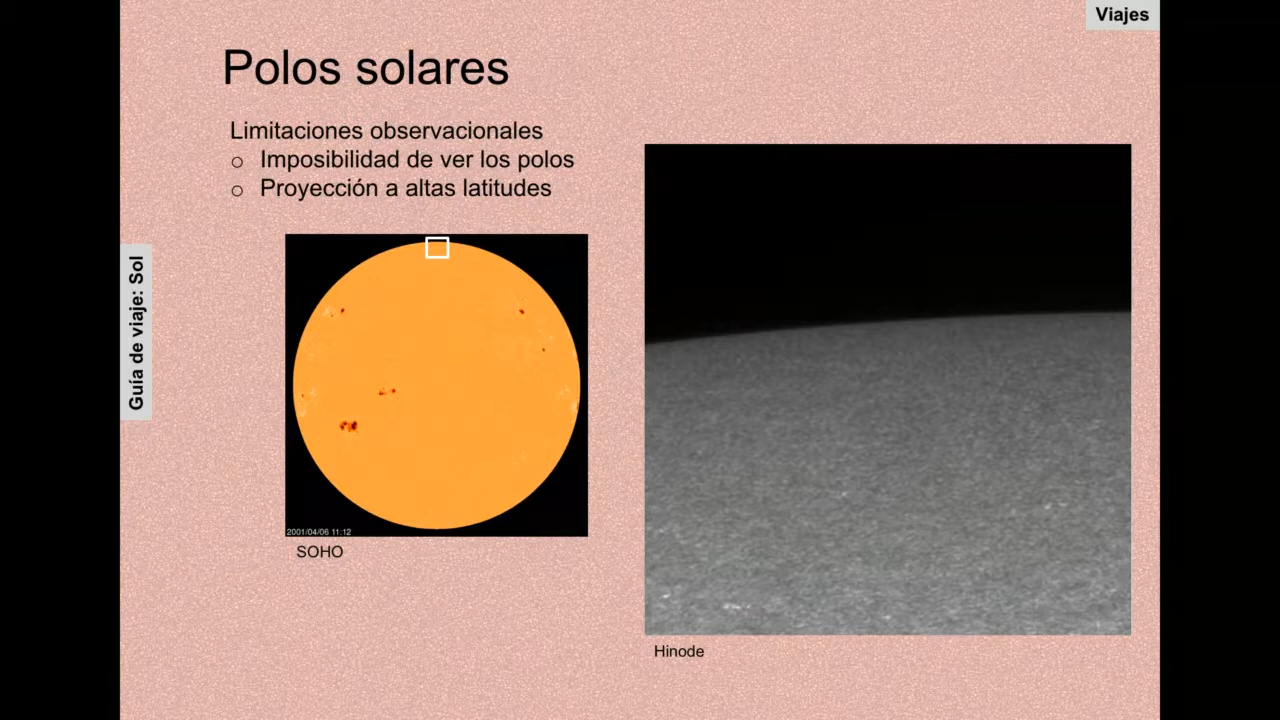 Viajes
Polos solares
Limitaciones observacionales
o Imposibilidad de ver los polos
o Proyección a altas latitudes
Guía de viaje: Sol
2001/04/06 11:12
SOHO
Hinode